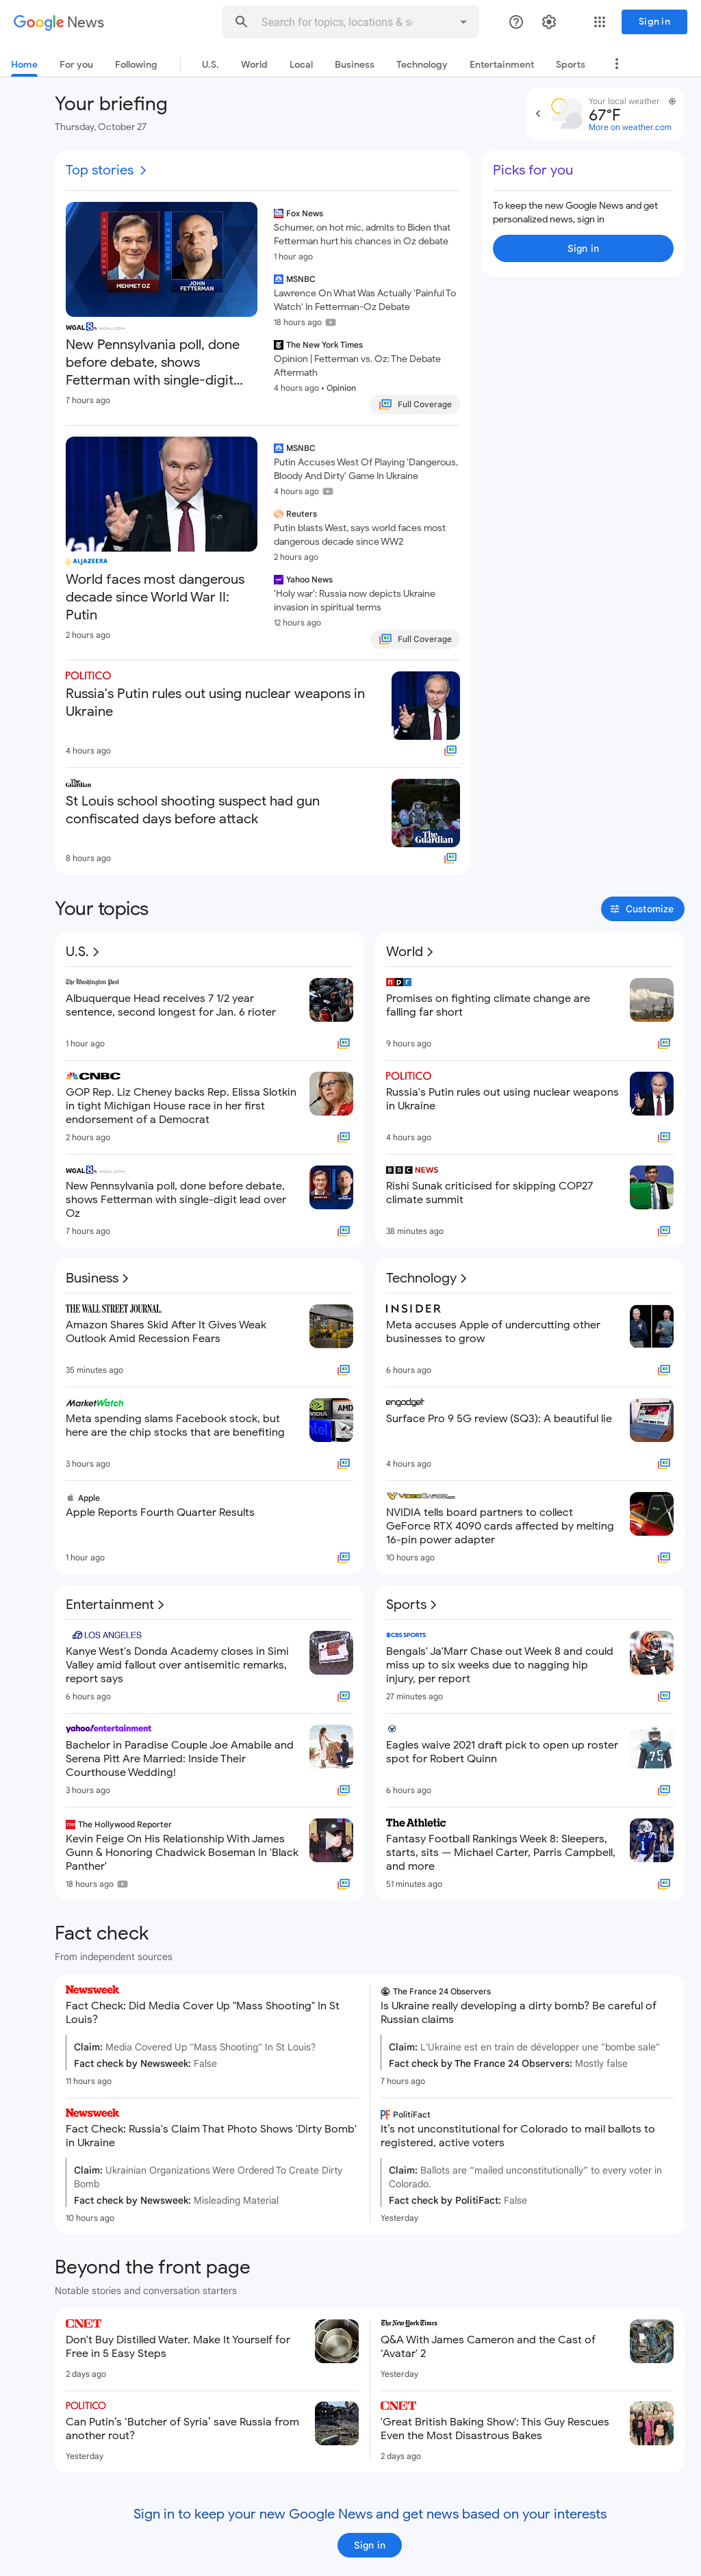 Google News
Search for topics, locations & sc
Sign in
Home
For you
Following
U.S.
World
Local
Business
Technology
Entertainment
Sports
Your briefing
Thursday, October 27
Your local weather
67°F
More on weather.com
Top stories
MEHMET OZ
JOHN
FETTERMAN
WGAL 8 WGAL.COM
New Pennsylvania poll, done
before debate, shows
Fetterman with single-digit...
7 hours ago
Fox News
Schumer, on hot mic, admits to Biden that
Fetterman hurt his chances in Oz debate
1 hour ago
MSNBC
Lawrence On What Was Actually 'Painful To
Watch' In Fetterman-Oz Debate
18 hours ago
The New York Times
Opinion | Fetterman vs. Oz: The Debate
Aftermath
4 hours ago • Opinion
Full Coverage
Picks for you
To keep the new Google News and get
personalized news, sign in
Sign in
ALJAZEERA
World faces most dangerous
decade since World War II:
Putin
2 hours ago
MSNBC
Putin Accuses West Of Playing 'Dangerous,
Bloody And Dirty' Game In Ukraine
4 hours ago
Reuters
Putin blasts West, says world faces most
dangerous decade since WW2
2 hours ago
Yahoo News
'Holy war': Russia now depicts Ukraine
invasion in spiritual terms
12 hours ago
Full Coverage
POLITICO
Russia's Putin rules out using nuclear weapons in
Ukraine
4 hours ago
The Guardian
St Louis school shooting suspect had gun
confiscated days before attack
8 hours ago
The Guardian
Your topics
Customize
U.S.
The Washington Post
Albuquerque Head receives 7 1/2 year
sentence, second longest for Jan. 6 rioter
1 hour ago
CNBC
GOP Rep. Liz Cheney backs Rep. Elissa Slotkin
in tight Michigan House race in her first
endorsement of a Democrat
2 hours ago
WGAL 8 WGAL.COM
New Pennsylvania poll, done before debate,
shows Fetterman with single-digit lead over
Oz
7 hours ago
World
npr
Promises on fighting climate change are
falling far short
9 hours ago
POLITICO
Russia's Putin rules out using nuclear weapons
in Ukraine
4 hours ago
BBC NEWS
Rishi Sunak criticised for skipping COP27
climate summit
38 minutes ago
Business
THE WALL STREET JOURNAL.
Amazon Shares Skid After It Gives Weak
Outlook Amid Recession Fears
35 minutes ago
MarketWatch
Meta spending slams Facebook stock, but
here are the chip stocks that are benefiting
3 hours ago
NVIDIA
AMD
intel
Apple
Apple Reports Fourth Quarter Results
1 hour ago
Technology
INSIDER
Meta accuses Apple of undercutting other
businesses to grow
6 hours ago
engadget
Surface Pro 9 5G review (SQ3): A beautiful lie
4 hours ago
VIDEOCARDZ.COM
NVIDIA tells board partners to collect
GeForce RTX 4090 cards affected by melting
16-pin power adapter
10 hours ago
Entertainment
LOS ANGELES
Kanye West's Donda Academy closes in Simi
Valley amid fallout over antisemitic remarks,
report says
6 hours ago
yahoo!entertainment
Bachelor in Paradise Couple Joe Amabile and
Serena Pitt Are Married: Inside Their
Courthouse Wedding!
3 hours ago
The Hollywood Reporter
Kevin Feige On His Relationship With James
Gunn & Honoring Chadwick Boseman In 'Black
Panther'
18 hours ago
Sports
CBS SPORTS
Bengals' Ja'Marr Chase out Week 8 and could
miss up to six weeks due to nagging hip
injury, per report
27 minutes ago
Eagles waive 2021 draft pick to open up roster
spot for Robert Quinn
6 hours ago
The Athletic
Fantasy Football Rankings Week 8: Sleepers,
starts, sits — Michael Carter, Parris Campbell,
and more
51 minutes ago
Fact check
From independent sources
Newsweek
Fact Check: Did Media Cover Up "Mass Shooting" In St
Louis?
Claim: Media Covered Up "Mass Shooting" In St Louis?
Fact check by Newsweek: False
11 hours ago
The France 24 Observers
Is Ukraine really developing a dirty bomb? Be careful of
Russian claims
Claim: L'Ukraine est en train de développer une "bombe sale"
Fact check by The France 24 Observers: Mostly false
7 hours ago
Newsweek
Fact Check: Russia's Claim That Photo Shows 'Dirty Bomb'
in Ukraine
Claim: Ukrainian Organizations Were Ordered To Create Dirty
Bomb
Fact check by Newsweek: Misleading Material
10 hours ago
PF PolitiFact
It's not unconstitutional for Colorado to mail ballots to
registered, active voters
Claim: Ballots are “mailed unconstitutionally” to every voter in
Colorado.
Fact check by PolitiFact: False
Yesterday
Beyond the front page
Notable stories and conversation starters
CNET
Don't Buy Distilled Water. Make It Yourself for
Free in 5 Easy Steps
2 days ago
The New York Times
Q&A With James Cameron and the Cast of
'Avatar' 2
Yesterday
POLITICO
Can Putin's ‘Butcher of Syria’ save Russia from
another rout?
Yesterday
CNET
'Great British Baking Show': This Guy Rescues
Even the Most Disastrous Bakes
2 days ago
Sign in to keep your new Google News and get news based on your interests
Sign in